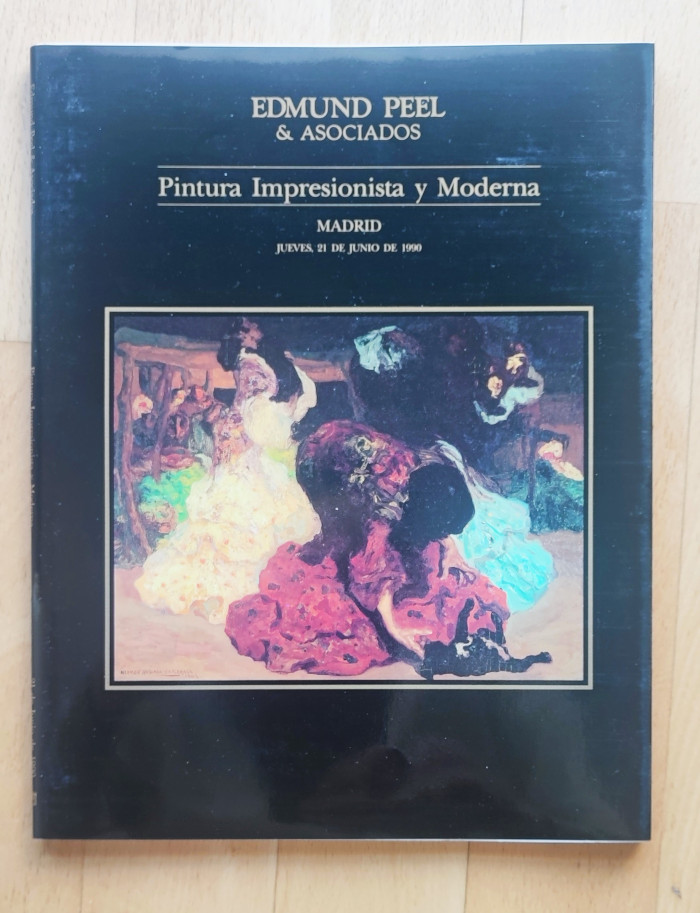 EDMUND PEEL
& ASOCIADOS
Pintura Impresionista y Moderna
MADRID
JUEVES, 21 DE JUNIO DE 1990